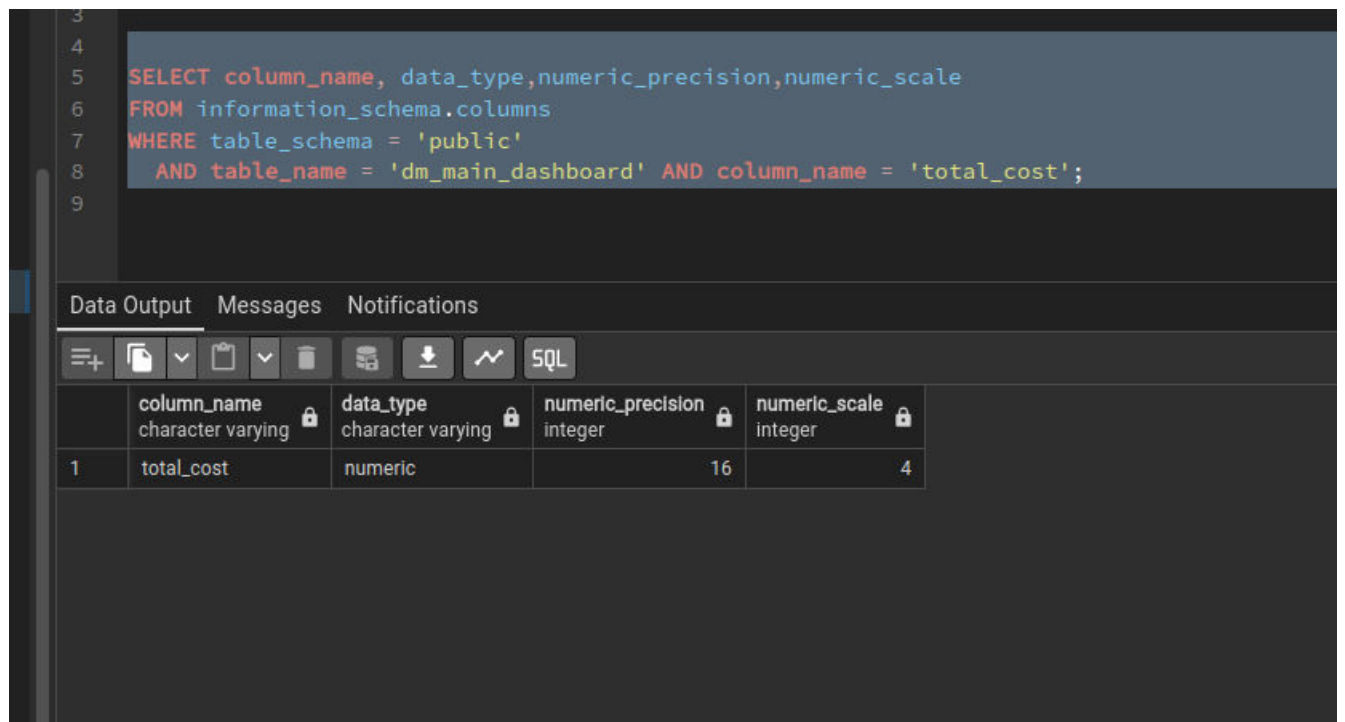 3
4
5 SELECT column_name, data_type,numeric_precision,numeric_scale
6 FROM information_schema.columns
7 WHERE table_schema = 'public'
8 AND table_name = 'dm_main_dashboard' AND column_name = 'total_cost';
9
Data Output Messages Notifications
SQL
column_name data_type numeric_precision numeric_scale
character varying character varying integer integer
1 total_cost numeric 16 4